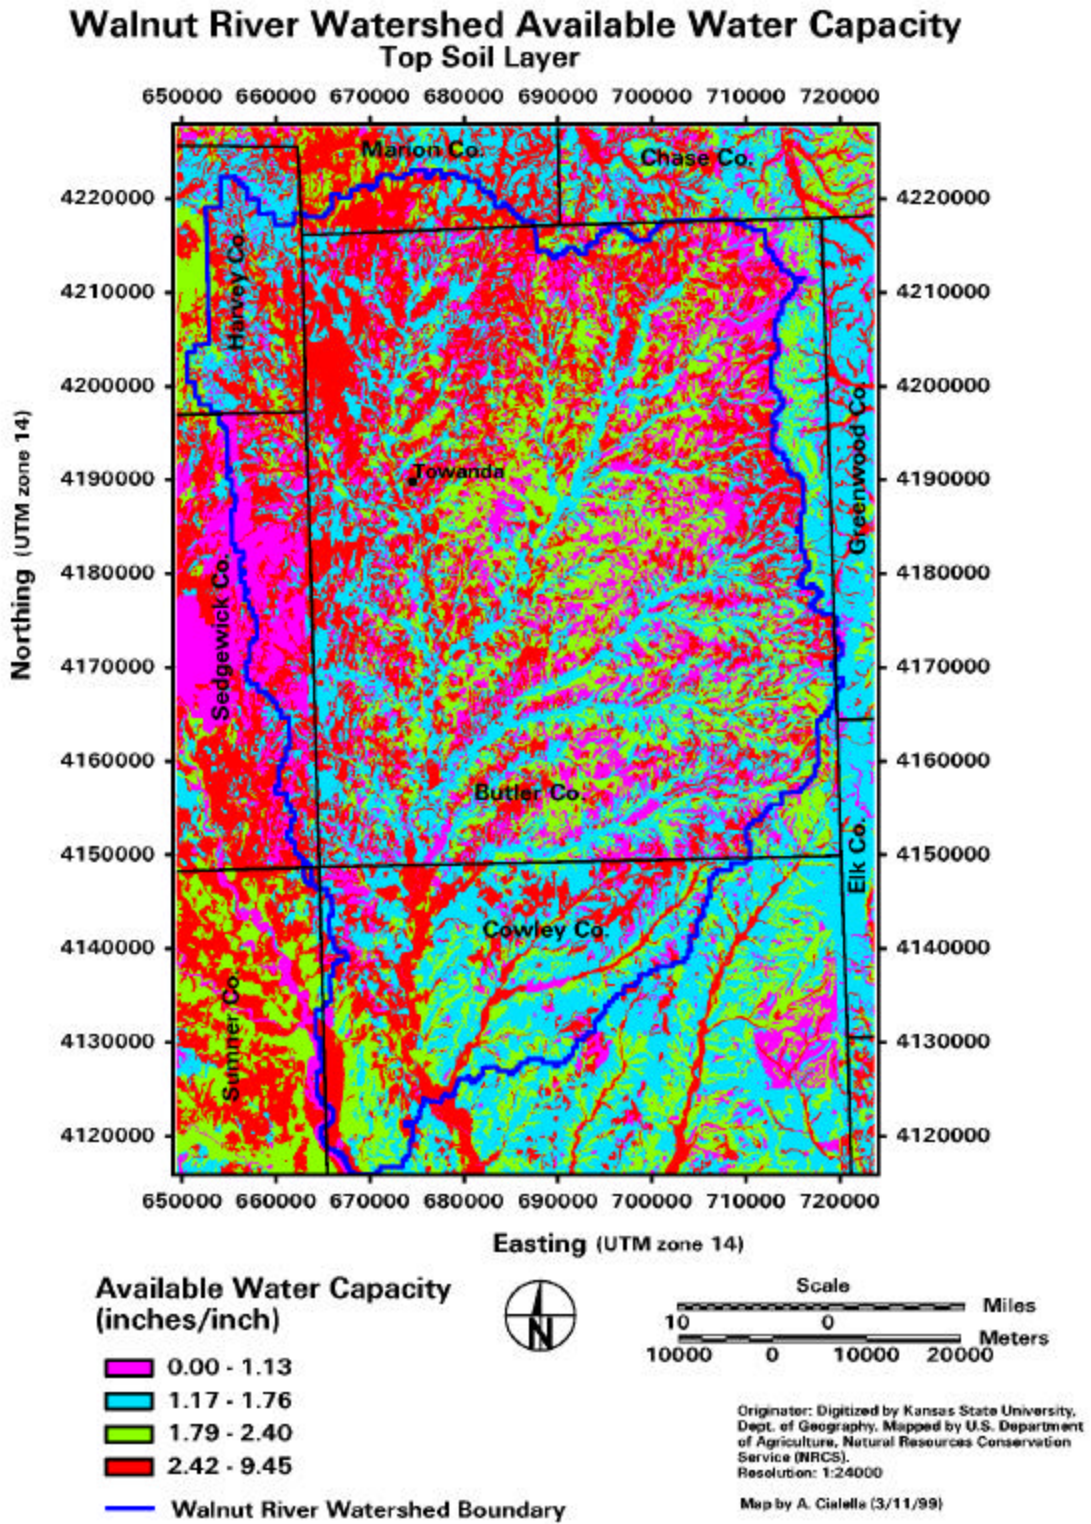 Walnut River Watershed Available Water Capacity
Top Soil Layer
650000 660000 670000 680000 690000 700000 710000 720000
Marion Co.
Chase Co.
4220000
4220000
Harvey Co.
4210000
4210000
4200000
4200000
Greenwood Co.
Towanda
4190000
4190000
Northing (UTM zone 14)
4180000
4180000
Sedgewick Co.
4170000
4170000
4160000
4160000
Butler Co.
4150000
4150000
Elk Co.
Cowley Co.
4140000
4140000
Sumner Co.
4130000
4130000
4120000
4120000
650000 660000 670000 680000 690000 700000 710000 720000
Easting (UTM zone 14)
Available Water Capacity
(inches/inch)
0.00 - 1.13
1.17 - 1.76
1.79 - 2.40
2.42 - 9.45
Walnut River Watershed Boundary
N
Scale
Miles
10 0
Meters
10000 0 10000 20000
Originator: Digitized by Kansas State University,
Dept. of Geography. Mapped by U.S. Department
of Agriculture, Natural Resources Conservation
Service (NRCS).
Resolution: 1:24000
Map by A. Cialella (3/11/99)